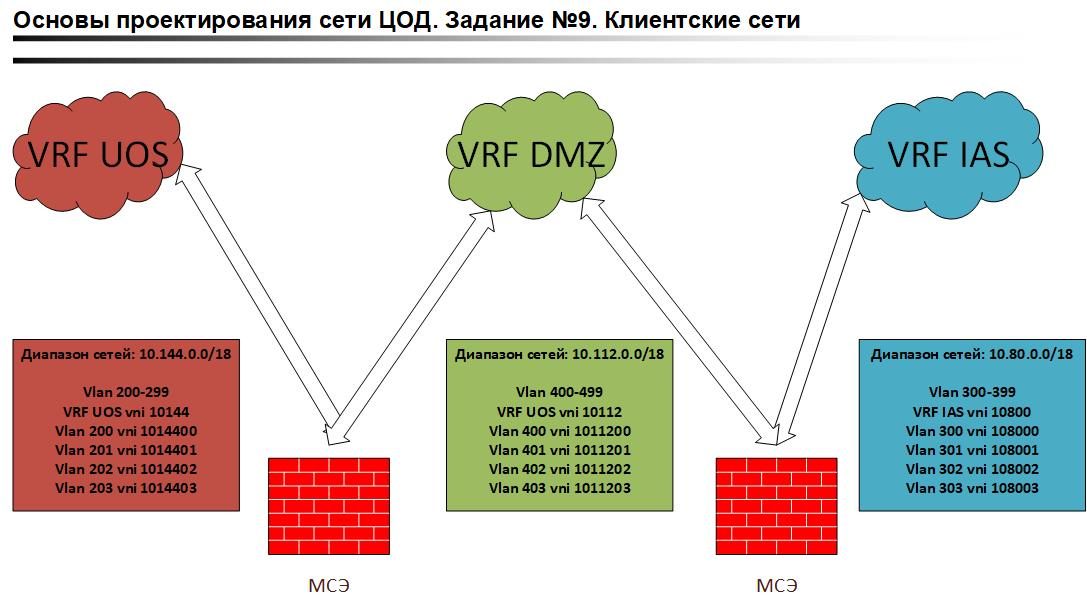 Основы проектирования сети ЦОД. Задание №9. Клиентские сети
VRF UOS
VRF DMZ
VRF IAS
Диапазон сетей: 10.144.0.0/18
Vlan 200-299
VRF UOS vni 10144
Vlan 200 vni 1014400
Vlan 201 vni 1014401
Vlan 202 vni 1014402
Vlan 203 vni 1014403
Диапазон сетей: 10.112.0.0/18
Vlan 400-499
VRF UOS vni 10112
Vlan 400 vni 1011200
Vlan 401 vni 1011201
Vlan 402 vni 1011202
Vlan 403 vni 1011203
Диапазон сетей: 10.80.0.0/18
Vlan 300-399
VRF IAS vni 10800
Vlan 300 vni 108000
Vlan 301 vni 108001
Vlan 302 vni 108002
Vlan 303 vni 108003
МСЭ
МСЭ